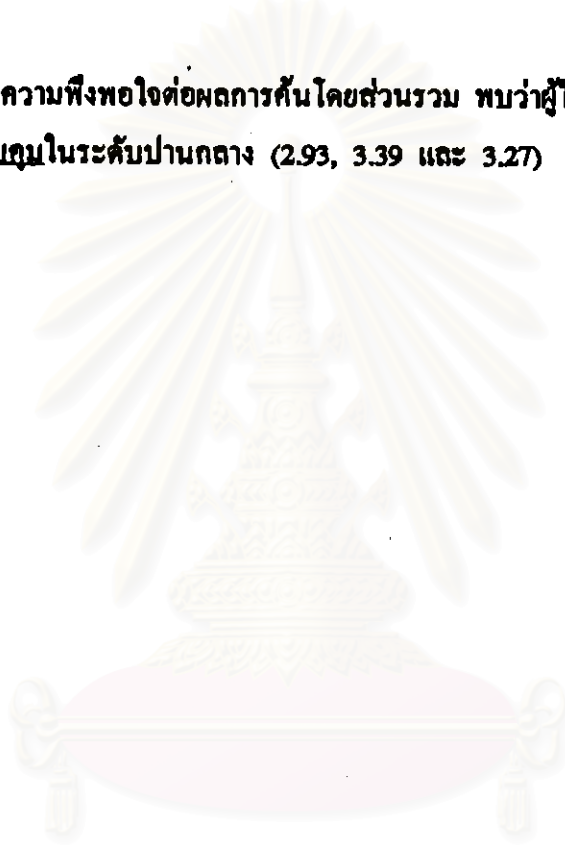 ความพึงพอใจต่อผลการค้นโดยส่วนรวม พบว่าผู้
ในระดับปานกลาง (2.93, 3.39 และ 3.27)